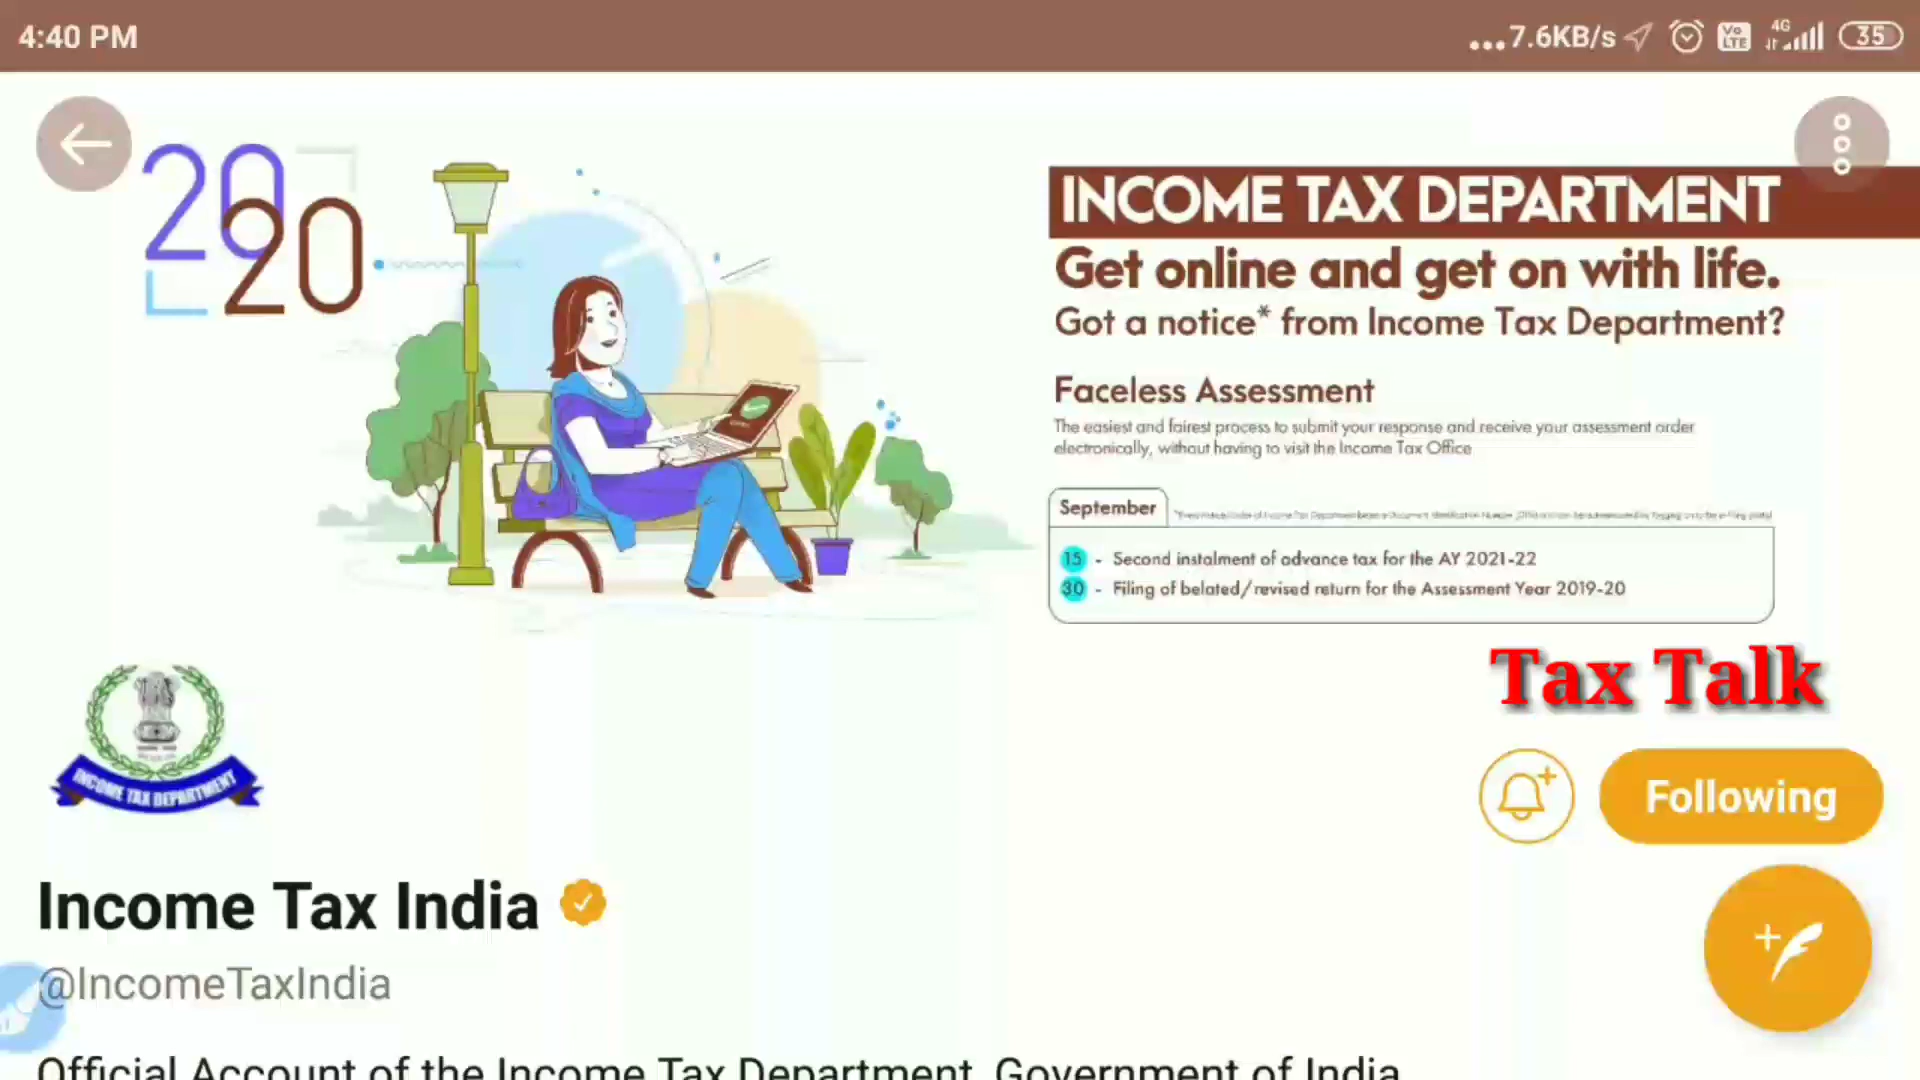 4:40 PM
...7.6KB/s
Vo LTE
4G
35
2020
INCOME TAX DEPARTMENT
Get online and get on with life.
Got a notice* from Income Tax Department?
Faceless Assessment
The easiest and fairest process to submit your response and receive your assessment order
electronically, without having to visit the Income Tax Office
September
15 - Second instalment of advance tax for the AY 2021-22
30 - Filing of belated/revised return for the Assessment Year 2019-20
Tax Talk
INCOME TAX DEPARTMENT
Following
Income Tax India
@IncomeTaxIndia
Official Account of the Income Tax Department, Government of India